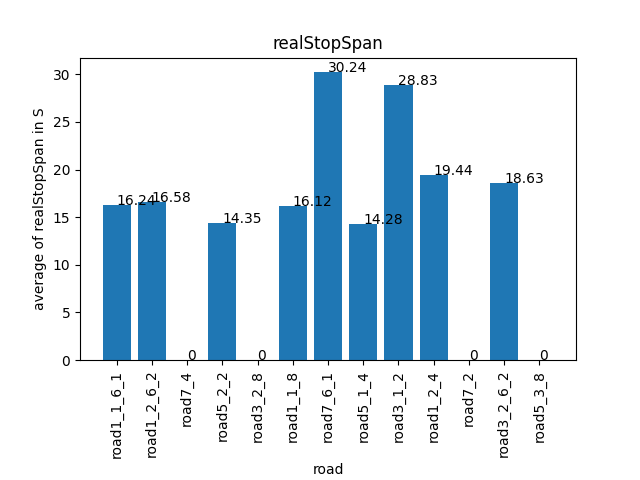 realStopSpan
average of realStopSpan in S
30
25
20
15
10
5
0
16.24
16.58
0
14.35
0
16.12
30.24
14.28
28.83
19.44
0
18.63
0
road1_1_6_1
road1_2_6_2
road7_4
road5_2_2
road3_2_8
road1_1_8
road7_6_1
road5_1_4
road3_1_2
road1_2_4
road7_2
road3_2_6_2
road5_3_8
road